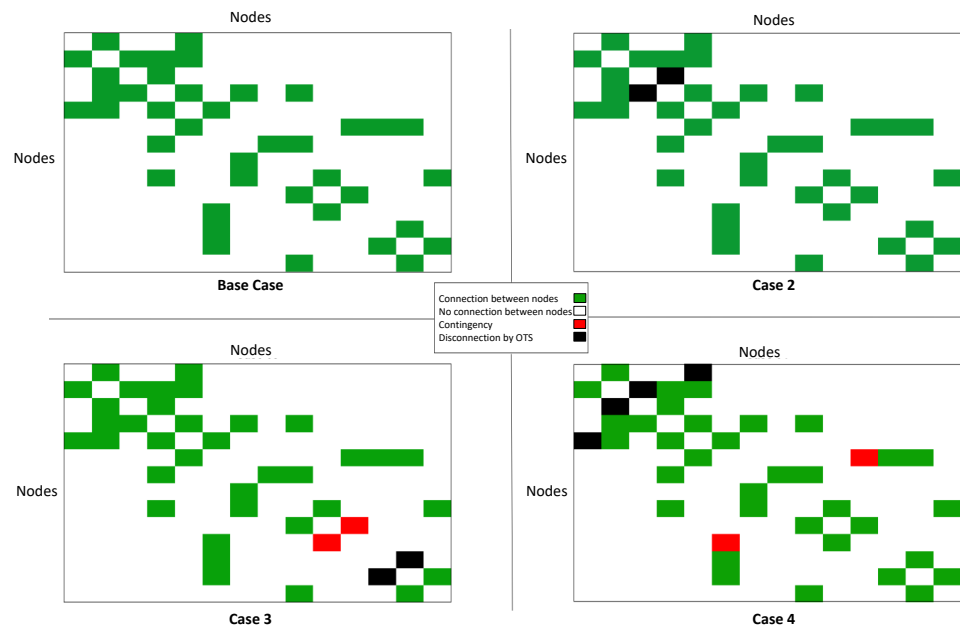 Nodes
Nodes
Nodes
Nodes
Base Case
Case 2
Connection between nodes
No connection between nodes
Contingency
Disconnection by OTS
Nodes
Nodes
Nodes
Nodes
Case 3
Case 4